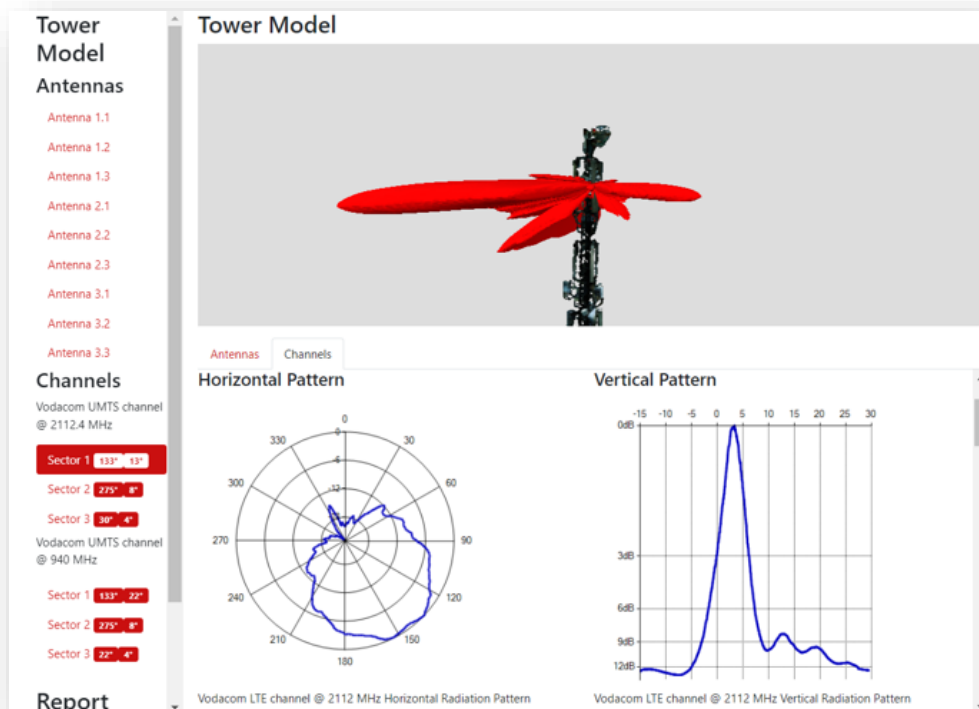 Tower
Model
Antennas
Antenna 1.1
Antenna 1.2
Antenna 1.3
Antenna 2.1
Antenna 2.2
Antenna 2.3
Antenna 3.1
Antenna 3.2
Antenna 3.3
Channels
Vodacom UMTS channel
@ 2112.4 MHz
Sector 1 133° 13°
Sector 2 275° 8°
Sector 3 30° 4°
Vodacom UMTS channel
@ 940 MHz
Sector 1 133° 22°
Sector 2 275° 8°
Sector 3 22° 4°
Report
Tower Model
Antennas Channels
Horizontal Pattern
0
330 30
300 60
270 90
240 120
210 150
180
-0
-6
-12
Vodacom LTE channel @ 2112 MHz Horizontal Radiation Pattern
Vertical Pattern
-15 -10 -5 0 5 10 15 20 25 30
0dB
3dB
6dB
9dB
12dB
Vodacom LTE channel @ 2112 MHz Vertical Radiation Pattern